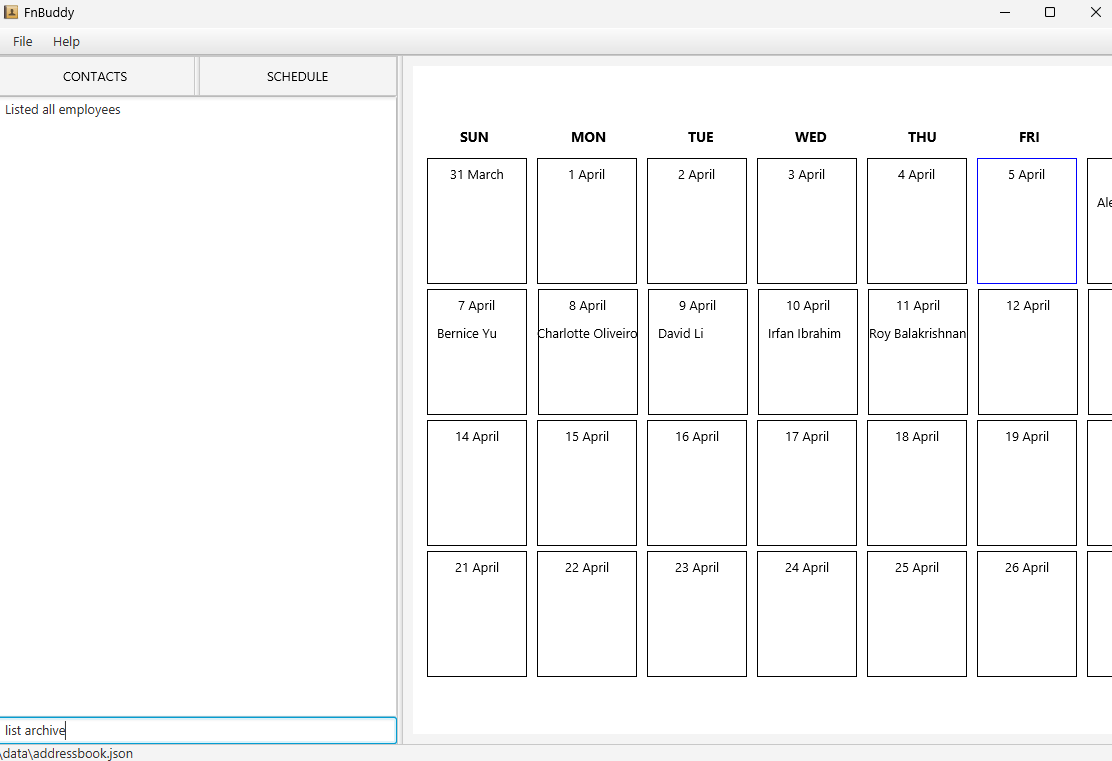 FnBuddy
File Help
CONTACTS SCHEDULE
Listed all employees
SUN MON TUE WED THU FRI
31 March 1 April 2 April 3 April 4 April 5 April
Ale
7 April 8 April 9 April 10 April 11 April 12 April
Bernice Yu Charlotte Oliveiro David Li Irfan Ibrahim Roy Balakrishnan
14 April 15 April 16 April 17 April 18 April 19 April
21 April 22 April 23 April 24 April 25 April 26 April
list archive
\data\addressbook.json